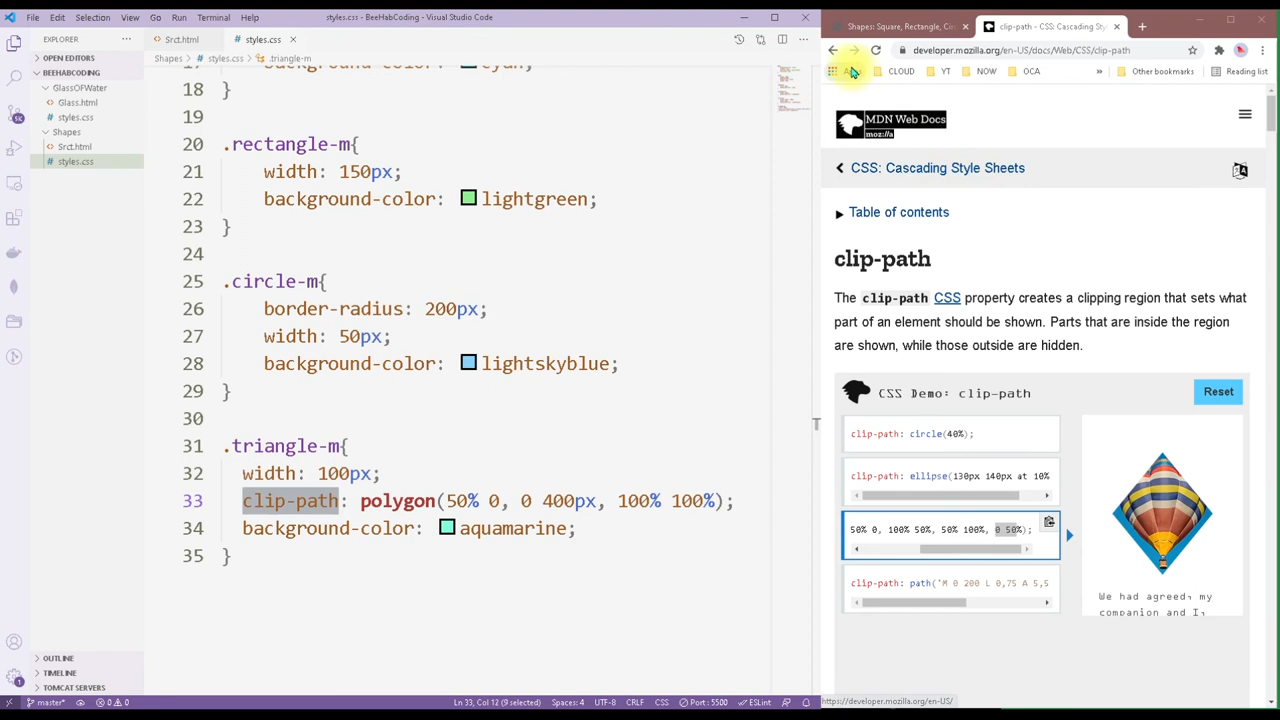 File Edit Selection View Go Run Terminal Help
styles.css - BeeHabCoding - Visual Studio Code
Shapes: Square, Rectangle, Cir
clip-path - CSS: Cascading Sty
developer.mozilla.org/en-US/docs/Web/CSS/clip-path
CLOUD YT NOW OCA » Other bookmarks Reading list
EXPLORER
OPEN EDITORS
BEEHABCODING
GlassOFWater
Glass.html
styles.css
Shapes
Srct.html
styles.css
OUTLINE
TIMELINE
TOMCAT SERVERS
Srct.html
styles.css
Shapes > styles.css > .triangle-m
18 }
19
20 .rectangle-m{
21 width: 150px;
22 background-color: lightgreen;
23 }
24
25 .circle-m{
26 border-radius: 200px;
27 width: 50px;
28 background-color: lightskyblue;
29 }
30
31 .triangle-m{
32 width: 100px;
33 clip-path: polygon(50% 0, 0 400px, 100% 100%);
34 background-color: aquamarine;
35 }
MDN Web Docs
moz://a
CSS: Cascading Style Sheets
Table of contents
clip-path
The clip-path CSS property creates a clipping region that sets what
part of an element should be shown. Parts that are inside the region
are shown, while those outside are hidden.
CSS Demo: clip-path
Reset
clip-path: circle(40%);
clip-path: ellipse(130px 140px at 10%
50% 0, 100% 50%, 50% 100%, 0 50%);
clip-path: path('M 0 200 L 0,75 A 5,5
We had agreed, my
companion and I,
https://developer.mozilla.org/en-US/
master* 0 0 Ln 33, Col 12 (9 selected) Spaces: 4 UTF-8 CRLF CSS Port : 5500 ESLint